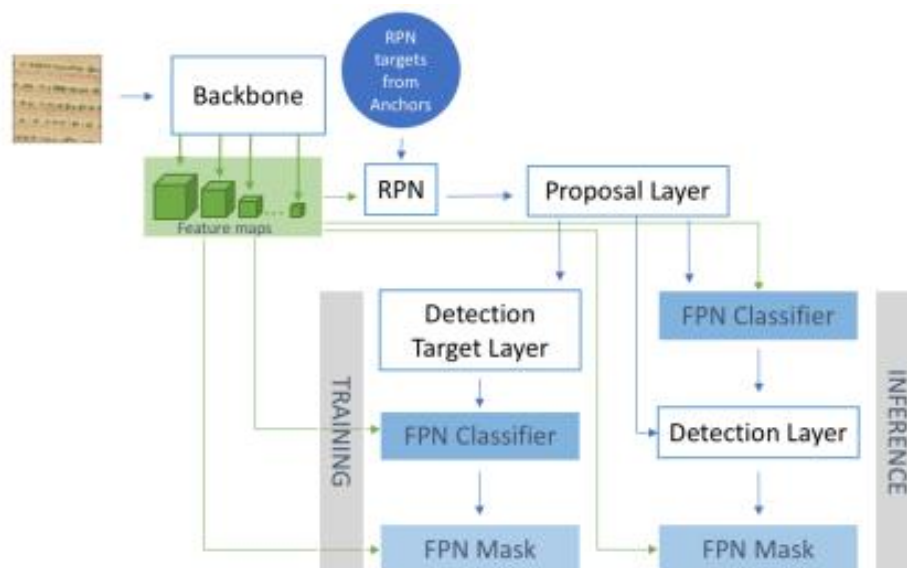 RPN
targets
from
Anchors
Backbone
RPN
Proposal Layer
Feature maps
Detection
Target Layer
FPN Classifier
TRAINING
INFERENCE
FPN Classifier
Detection Layer
FPN Mask
FPN Mask